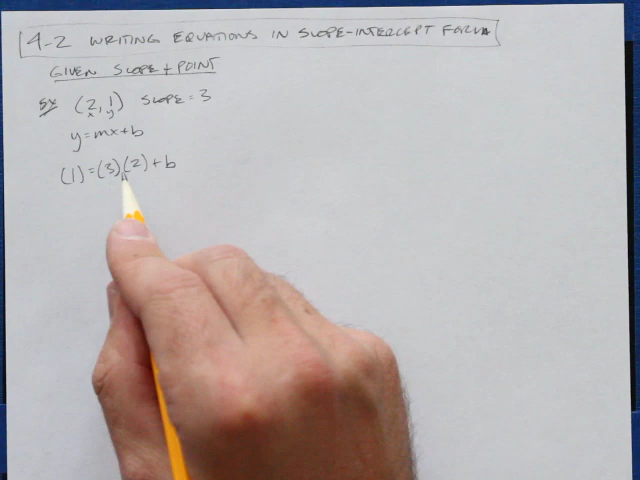 4-2 WRITING EQUATIONS IN SLOPE-INTERCEPT FORM
GIVEN SLOPE + POINT
EX (2, 1) SLOPE = 3
x y
y = mx + b
(1) = (3)(2) + b